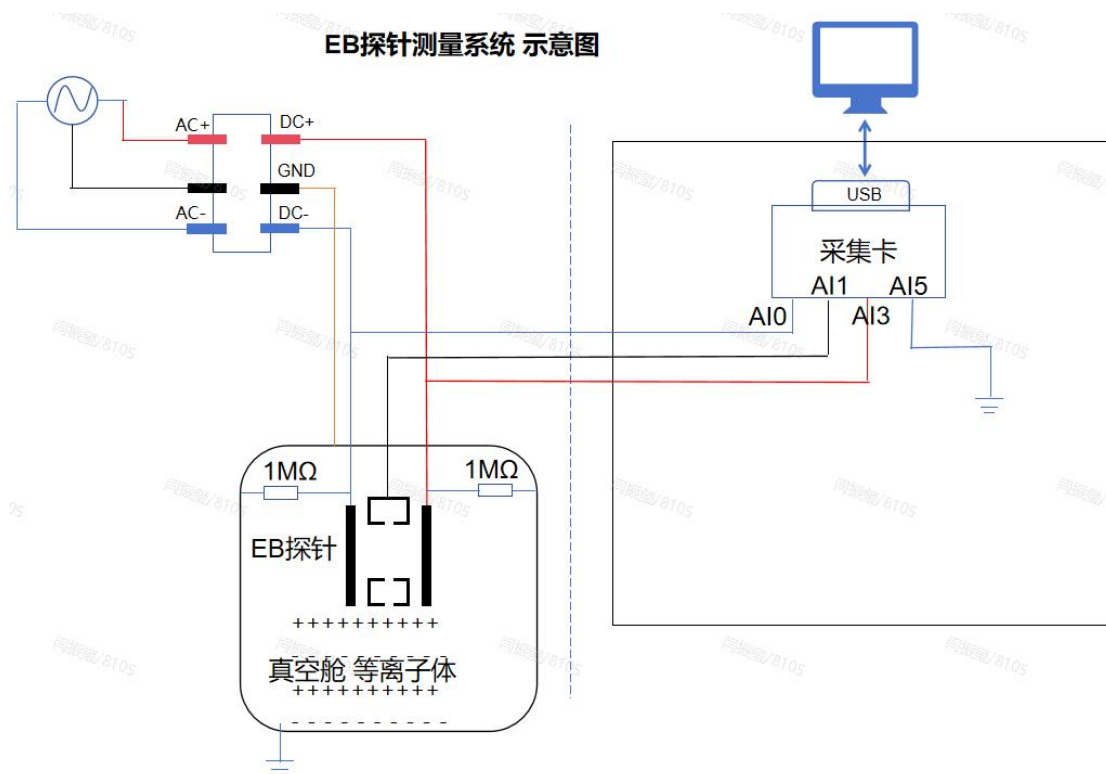 EB探针测量系统 示意图
AC+
DC+
GND
AC-
DC-
USB
采集卡
AI1
AI5
AI0
AI3
1MΩ
1MΩ
EB探针
+ + + + + + + + + +
- - - - - - - - - -
真空舱 等离子体
+ + + + + + + + + +
- - - - - - - - - -